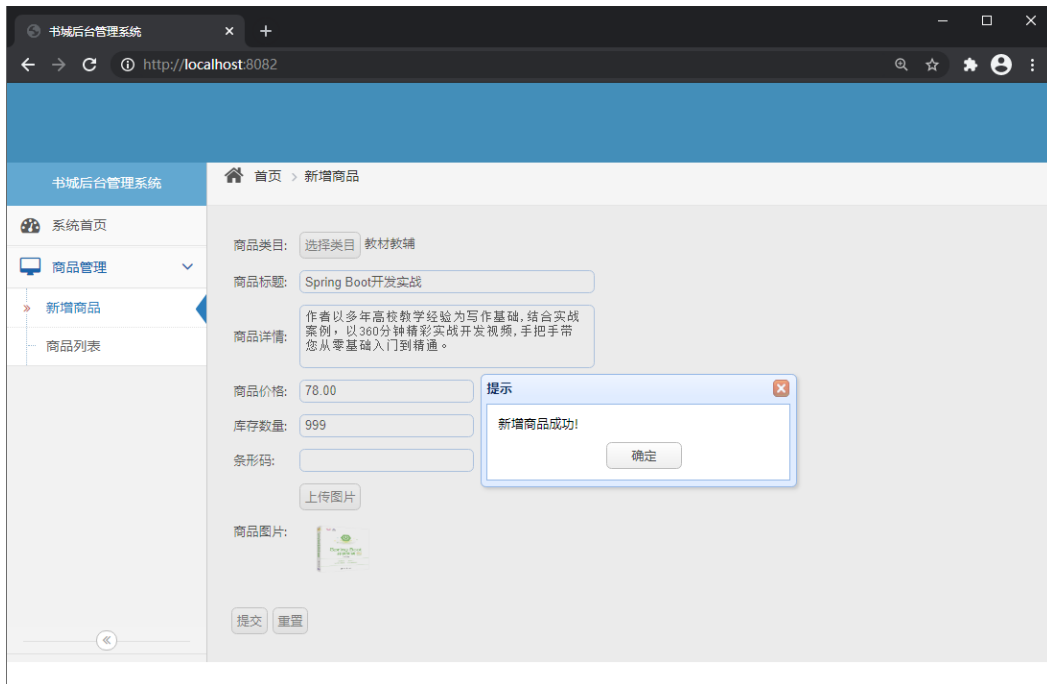 书城后台管理系统
http://localhost:8082
书城后台管理系统
首页 > 新增商品
系统首页
商品管理
新增商品
商品列表
商品类目: 选择类目 教材教辅
商品标题: Spring Boot开发实战
商品详情: 作者以多年高校教学经验为写作基础,结合实战
案例，以360分钟精彩实战开发视频,手把手带
您从零基础入门到精通。
商品价格: 78.00
库存数量: 999
条形码:
上传图片
商品图片:
提交 重置
提示
新增商品成功!
确定